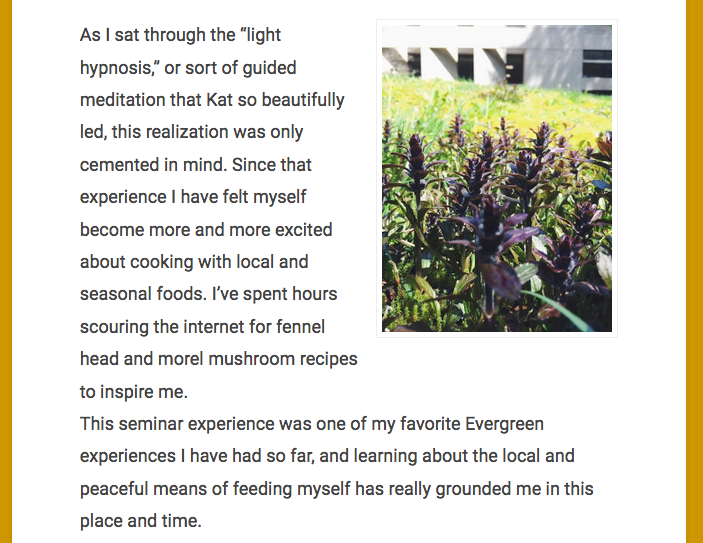 As I sat through the “light
hypnosis,” or sort of guided
meditation that Kat so beautifully
led, this realization was only
cemented in mind. Since that
experience I have felt myself
become more and more excited
about cooking with local and
seasonal foods. I’ve spent hours
scouring the internet for fennel
head and morel mushroom recipes
to inspire me.
This seminar experience was one of my favorite Evergreen
experiences I have had so far, and learning about the local and
peaceful means of feeding myself has really grounded me in this
place and time.